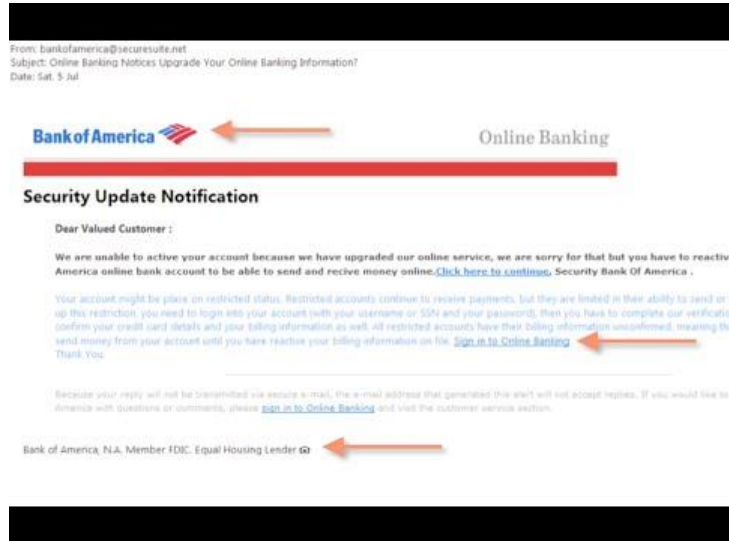 From: bankofamerica@securesuite.net
Subject: Online Banking Notices Upgrade Your Online Banking Information?
Date: Sat. 5 Jul
Bank of America
Online Banking
Security Update Notification
Dear Valued Customer :
We are unable to active your account because we have upgraded our online service, we are sorry for that but you have to reactiv
America online bank account to be able to send and recive money online.Click here to continue, Security Bank Of America .
Your account might be place on restricted status. Restricted accounts continue to receive payments, but they are limited in their ability to send or
up this restriction, you need to login into your account (with your username or SSN and your password), then you have to complete our verificatio
confirm your credit card details and your billing information as well. All restricted accounts have their billing information unconfirmed, meaning th
send money from your account until you have reactive your billing information on file. Sign in to Online Banking
Thank You.
Because your reply will not be transmitted via secure e-mail, the e-mail address that generated this alert will not accept replies. If you would like to
America with questions or comments, please sign in to Online Banking and visit the customer service section.
Bank of America, N.A. Member FDIC. Equal Housing Lender